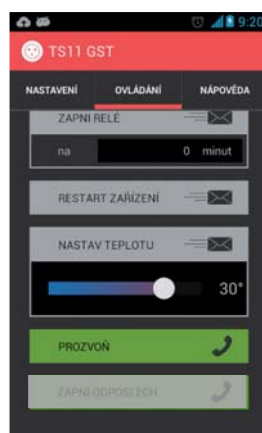 9:20
TS11 GST
NASTAVENÍ OVLÁDÁNÍ NÁPOVĚDA
ZAPNI RELÉ
na 0 minut
RESTART ZAŘÍZENÍ
NASTAV TEPLOTU
30°
PROZVOŇ
ZAPNI ODPOSLECH